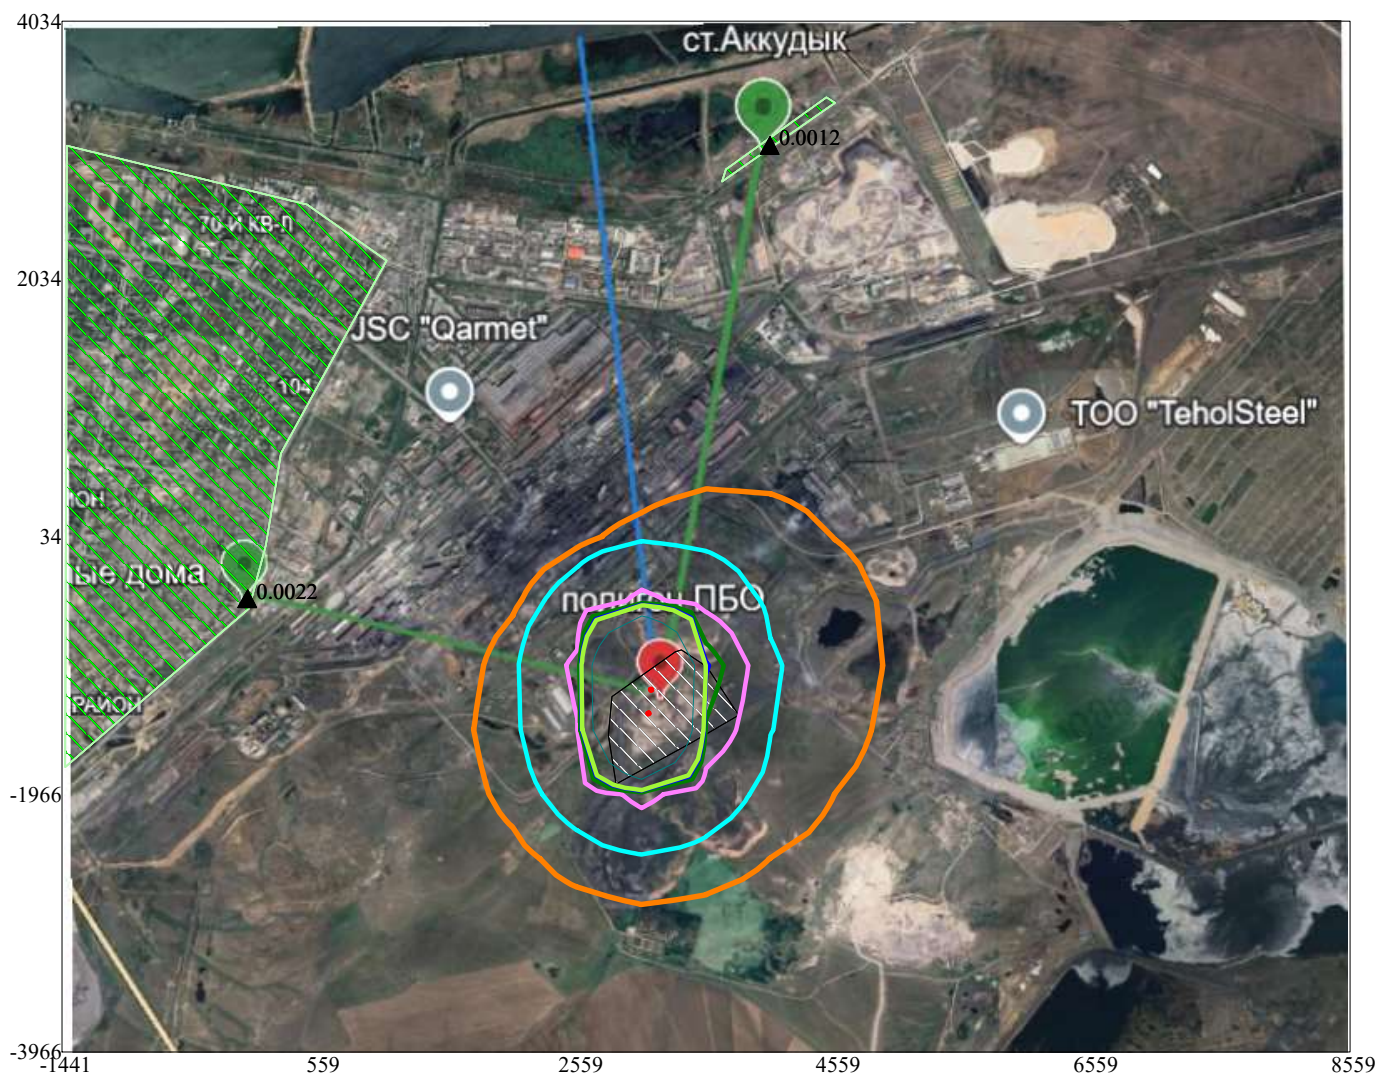 4034
ст.Аккудык
0.0012
70-Й КВ-Л
2034
JSC "Qarmet"
104
ТОО "TeholSteel"
34
ые дома
0.0022
полигон ПБО
РАЙОН
-1966
-3966
-1441
559
2559
4559
6559
8559